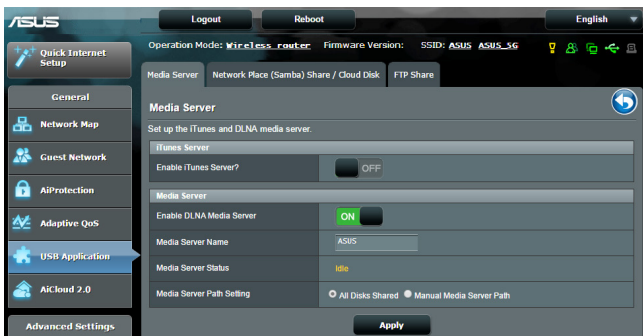 ASUS
Logout
Reboot
English
Quick Internet Setup
Operation Mode: Wireless router Firmware Version: SSID: ASUS ASUS_5G
Media Server
Network Place (Samba) Share / Cloud Disk
FTP Share
General
Network Map
Guest Network
AiProtection
Adaptive QoS
USB Application
AiCloud 2.0
Advanced Settings
Media Server
Set up the iTunes and DLNA media server.
iTunes Server
Enable iTunes Server? OFF
Media Server
Enable DLNA Media Server ON
Media Server Name ASUS
Media Server Status Idle
Media Server Path Setting All Disks Shared Manual Media Server Path
Apply